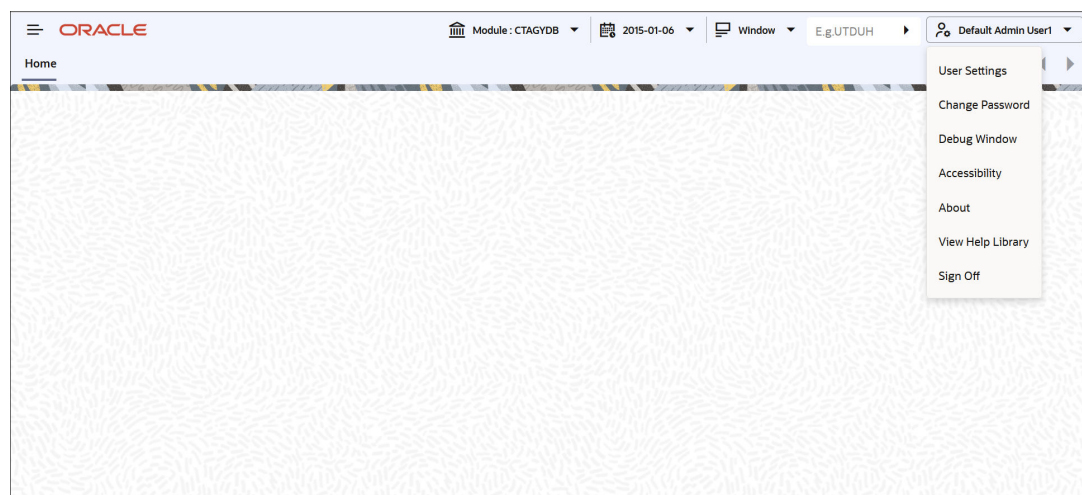 ORACLE Module : CTAGYDB 2015-01-06 Window E.g.UTDUH Default Admin User1
Home
User Settings
Change Password
Debug Window
Accessibility
About
View Help Library
Sign Off